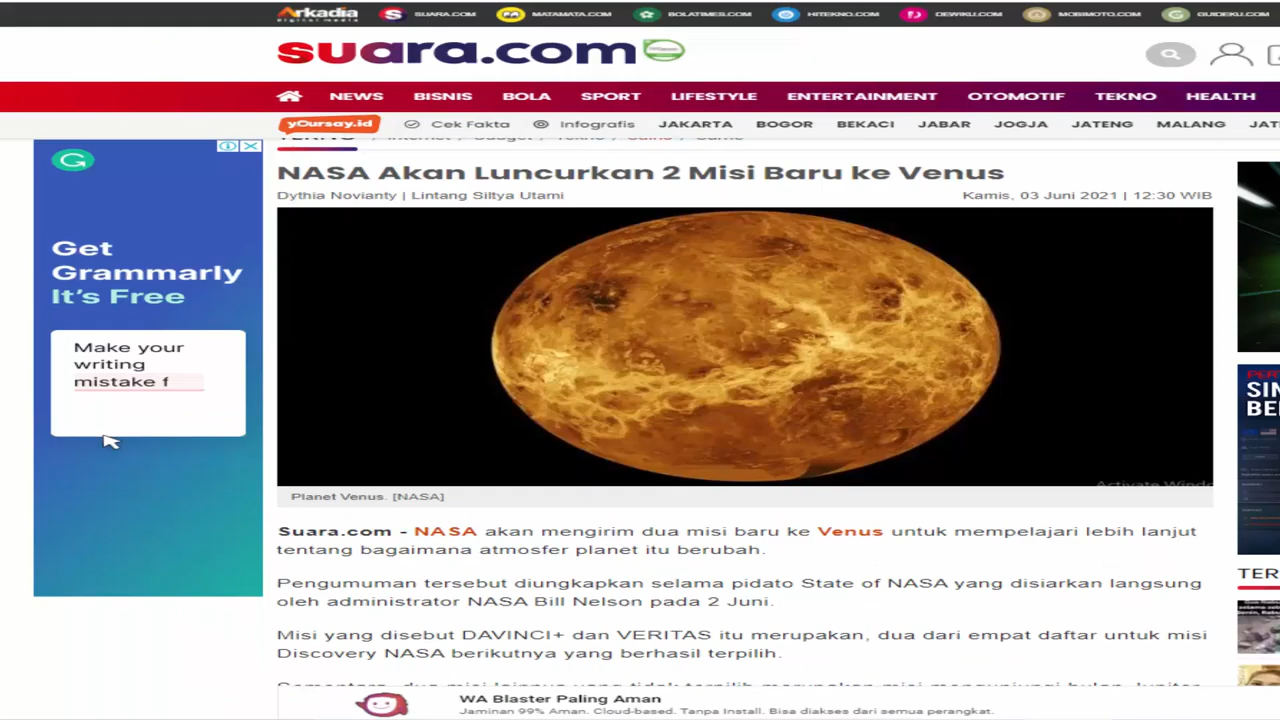 Arkadia
digital media
SUARA.COM
MATAMATA.COM
BOLATIMES.COM
HITEKNO.COM
DEWIKU.COM
MOBIMOTO.COM
GUIDEKU.COM
suara.com
NEWS BISNIS BOLA SPORT LIFESTYLE ENTERTAINMENT OTOMOTIF TEKNO HEALTH
yOursay.id Cek Fakta Infografis JAKARTA BOGOR BEKACI JABAR JOGJA JATENG MALANG JAT
NASA Akan Luncurkan 2 Misi Baru ke Venus
Dythia Novianty | Lintang Siltya Utami
Kamis, 03 Juni 2021 | 12:30 WIB
Get
Grammarly
It's Free
Make your
writing
mistake f
Planet Venus. [NASA]
Suara.com - NASA akan mengirim dua misi baru ke Venus untuk mempelajari lebih lanjut
tentang bagaimana atmosfer planet itu berubah.
Pengumuman tersebut diungkapkan selama pidato State of NASA yang disiarkan langsung
oleh administrator NASA Bill Nelson pada 2 Juni.
Misi yang disebut DAVINCI+ dan VERITAS itu merupakan, dua dari empat daftar untuk misi
Discovery NASA berikutnya yang berhasil terpilih.
SIN
BE
TER
WA Blaster Paling Aman
Jaminan 99% Aman. Cloud-based. Tanpa Install. Bisa diakses dari semua perangkat.